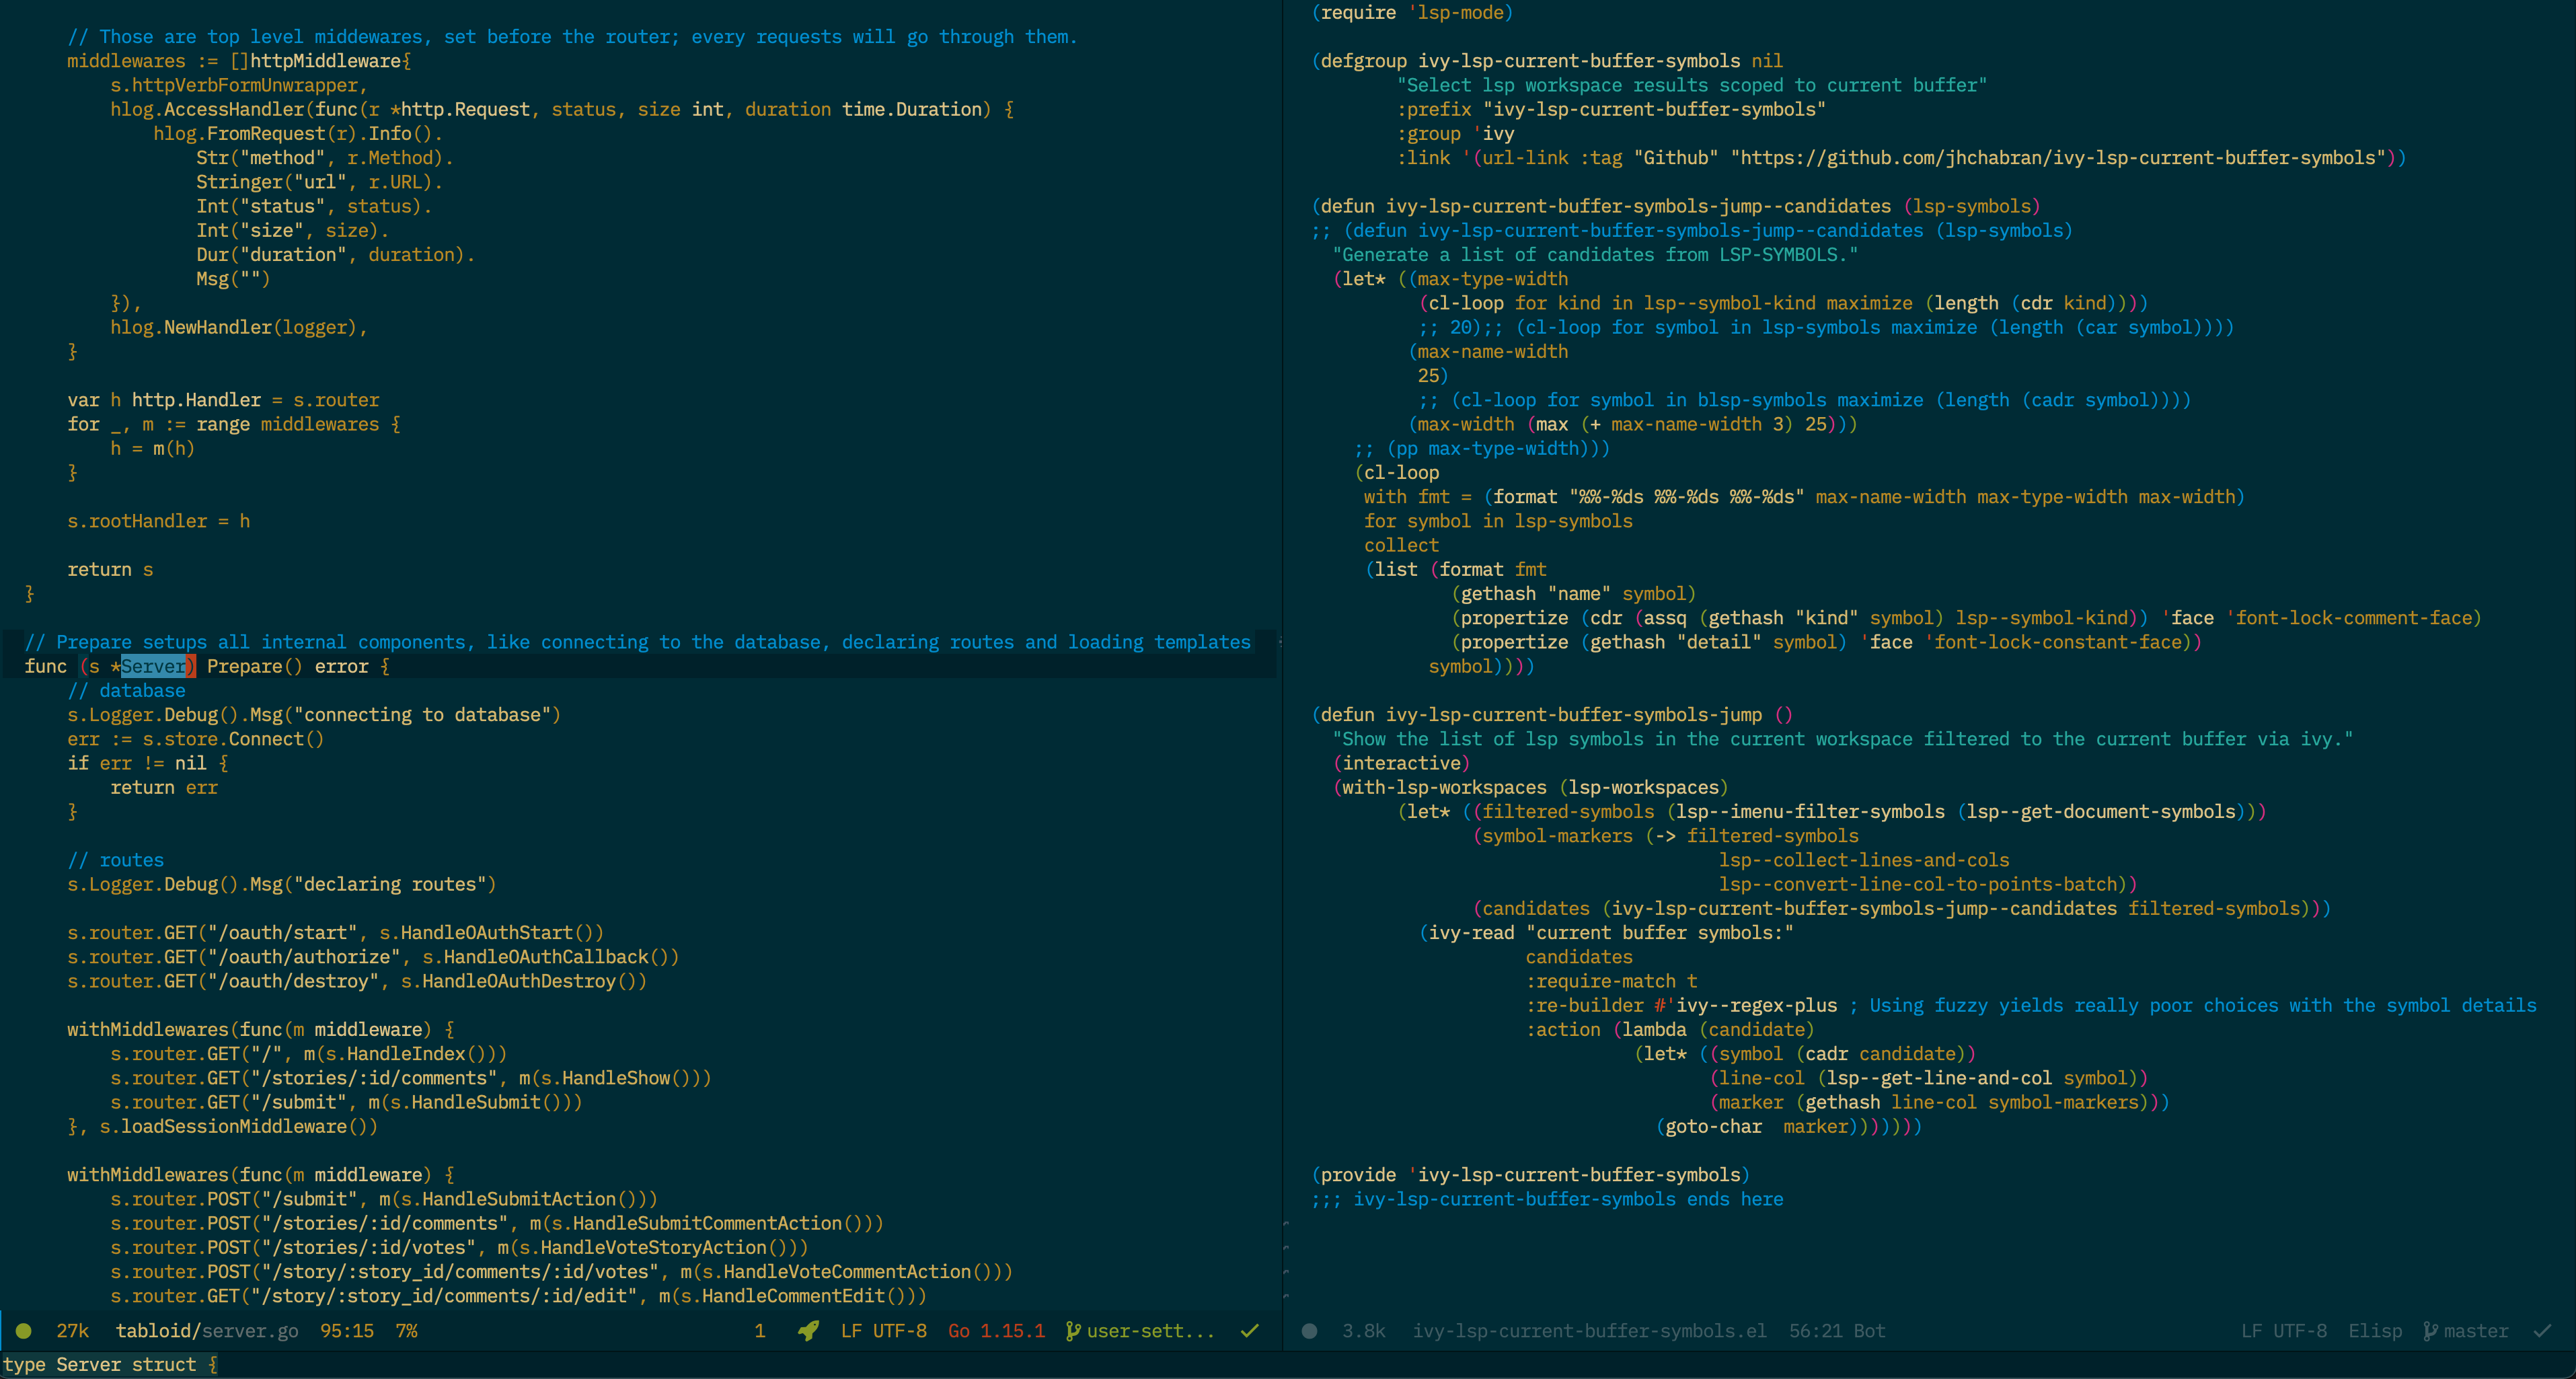 // Those are top level middewares, set before the router; every requests will go through them.
middlewares := []httpMiddleware{
s.httpVerbFormUnwrapper,
hlog.AccessHandler(func(r *http.Request, status, size int, duration time.Duration) {
hlog.FromRequest(r).Info().
Str("method", r.Method).
Stringer("url", r.URL).
Int("status", status).
Int("size", size).
Dur("duration", duration).
Msg("")
}),
hlog.NewHandler(logger),
}
var h http.Handler = s.router
for _, m := range middlewares {
h = m(h)
}
s.rootHandler = h
return s
}
// Prepare setups all internal components, like connecting to the database, declaring routes and loading templates
func (s *Server) Prepare() error {
// database
s.Logger.Debug().Msg("connecting to database")
err := s.store.Connect()
if err != nil {
return err
}
// routes
s.Logger.Debug().Msg("declaring routes")
s.router.GET("/oauth/start", s.HandleOAuthStart())
s.router.GET("/oauth/authorize", s.HandleOAuthCallback())
s.router.GET("/oauth/destroy", s.HandleOAuthDestroy())
withMiddlewares(func(m middleware) {
s.router.GET("/", m(s.HandleIndex()))
s.router.GET("/stories/:id/comments", m(s.HandleShow()))
s.router.GET("/submit", m(s.HandleSubmit()))
}, s.loadSessionMiddleware())
withMiddlewares(func(m middleware) {
s.router.POST("/submit", m(s.HandleSubmitAction()))
s.router.POST("/stories/:id/comments", m(s.HandleSubmitCommentAction()))
s.router.POST("/stories/:id/votes", m(s.HandleVoteStoryAction()))
s.router.POST("/story/:story_id/comments/:id/votes", m(s.HandleVoteCommentAction()))
s.router.GET("/story/:story_id/comments/:id/edit", m(s.HandleCommentEdit()))
27k tabloid/server.go 95:15 7% 1 LF UTF-8 Go 1.15.1 user-sett...
type Server struct {
(require 'lsp-mode)
(defgroup ivy-lsp-current-buffer-symbols nil
"Select lsp workspace results scoped to current buffer"
:prefix "ivy-lsp-current-buffer-symbols"
:group 'ivy
:link '(url-link :tag "Github" "https://github.com/jhchabran/ivy-lsp-current-buffer-symbols"))
(defun ivy-lsp-current-buffer-symbols-jump--candidates (lsp-symbols)
;; (defun ivy-lsp-current-buffer-symbols-jump--candidates (lsp-symbols)
"Generate a list of candidates from LSP-SYMBOLS."
(let* ((max-type-width
(cl-loop for kind in lsp--symbol-kind maximize (length (cdr kind))))
;; 20);; (cl-loop for symbol in lsp-symbols maximize (length (car symbol))))
(max-name-width
25)
;; (cl-loop for symbol in blsp-symbols maximize (length (cadr symbol))))
(max-width (max (+ max-name-width 3) 25)))
;; (pp max-type-width)))
(cl-loop
with fmt = (format "%%-%ds %%-%ds %%-%ds" max-name-width max-type-width max-width)
for symbol in lsp-symbols
collect
(list (format fmt
(gethash "name" symbol)
(propertize (cdr (assq (gethash "kind" symbol) lsp--symbol-kind)) 'face 'font-lock-comment-face)
(propertize (gethash "detail" symbol) 'face 'font-lock-constant-face))
symbol))))
(defun ivy-lsp-current-buffer-symbols-jump ()
"Show the list of lsp symbols in the current workspace filtered to the current buffer via ivy."
(interactive)
(with-lsp-workspaces (lsp-workspaces)
(let* ((filtered-symbols (lsp--imenu-filter-symbols (lsp--get-document-symbols)))
(symbol-markers (-> filtered-symbols
lsp--collect-lines-and-cols
lsp--convert-line-col-to-points-batch))
(candidates (ivy-lsp-current-buffer-symbols-jump--candidates filtered-symbols)))
(ivy-read "current buffer symbols:"
candidates
:require-match t
:re-builder #'ivy--regex-plus ; Using fuzzy yields really poor choices with the symbol details
:action (lambda (candidate)
(let* ((symbol (cadr candidate))
(line-col (lsp--get-line-and-col symbol))
(marker (gethash line-col symbol-markers)))
(goto-char  marker)))))))
(provide 'ivy-lsp-current-buffer-symbols)
;;; ivy-lsp-current-buffer-symbols ends here
3.8k ivy-lsp-current-buffer-symbols.el 56:21 Bot LF UTF-8 Elisp master